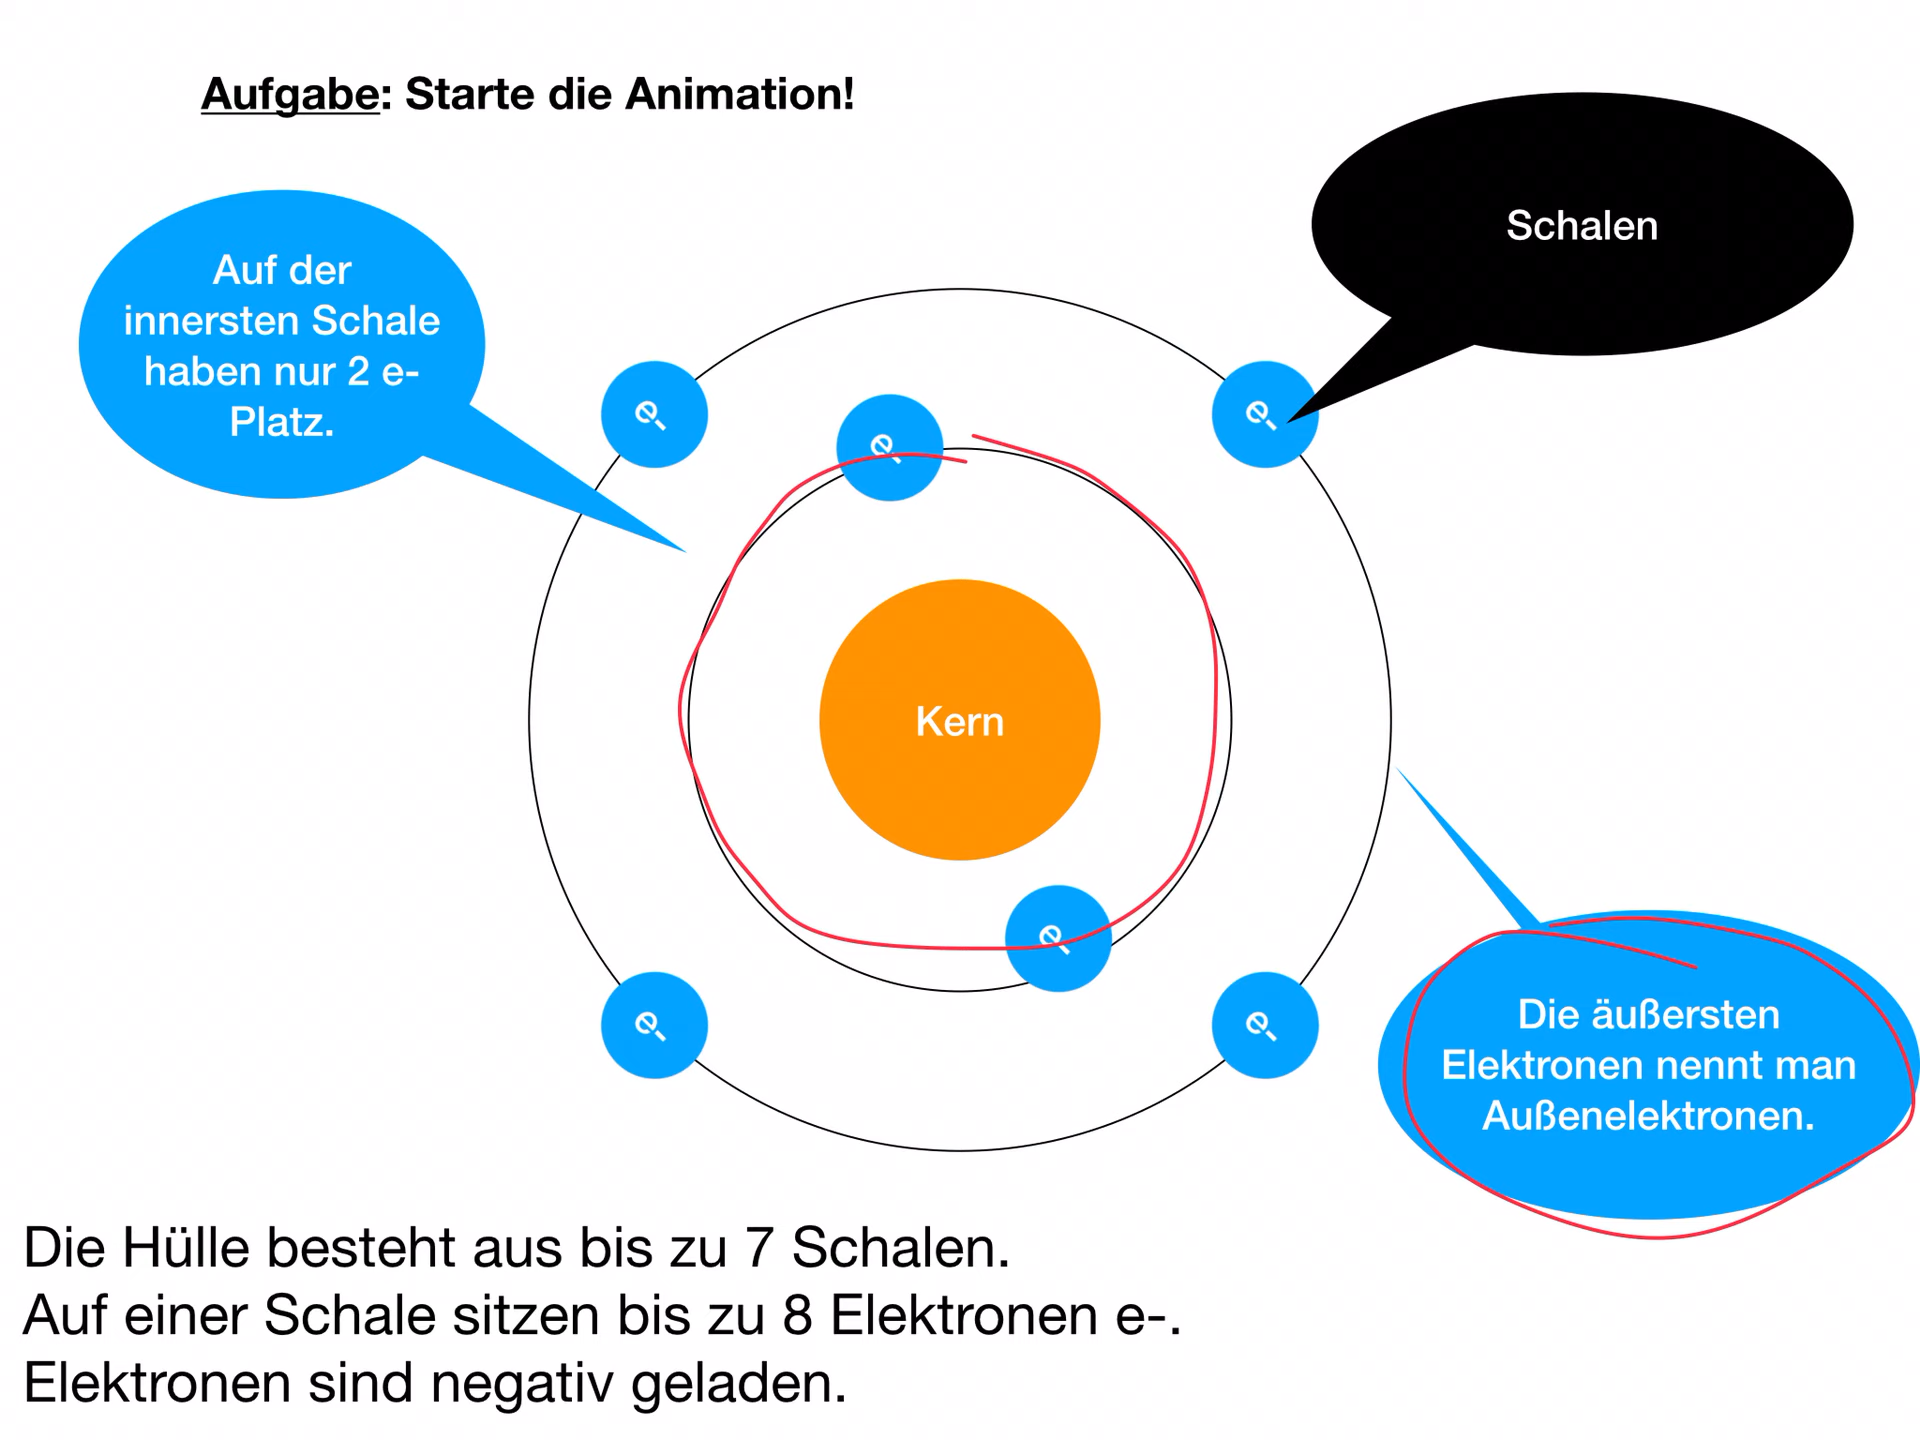 Aufgabe: Starte die Animation!
Schalen
Auf der
innersten Schale
haben nur 2 e-
Platz.
e-
e-
e-
Kern
e-
e-
e-
Die äußersten
Elektronen nennt man
Außenelektronen.
Die Hülle besteht aus bis zu 7 Schalen.
Auf einer Schale sitzen bis zu 8 Elektronen e-.
Elektronen sind negativ geladen.